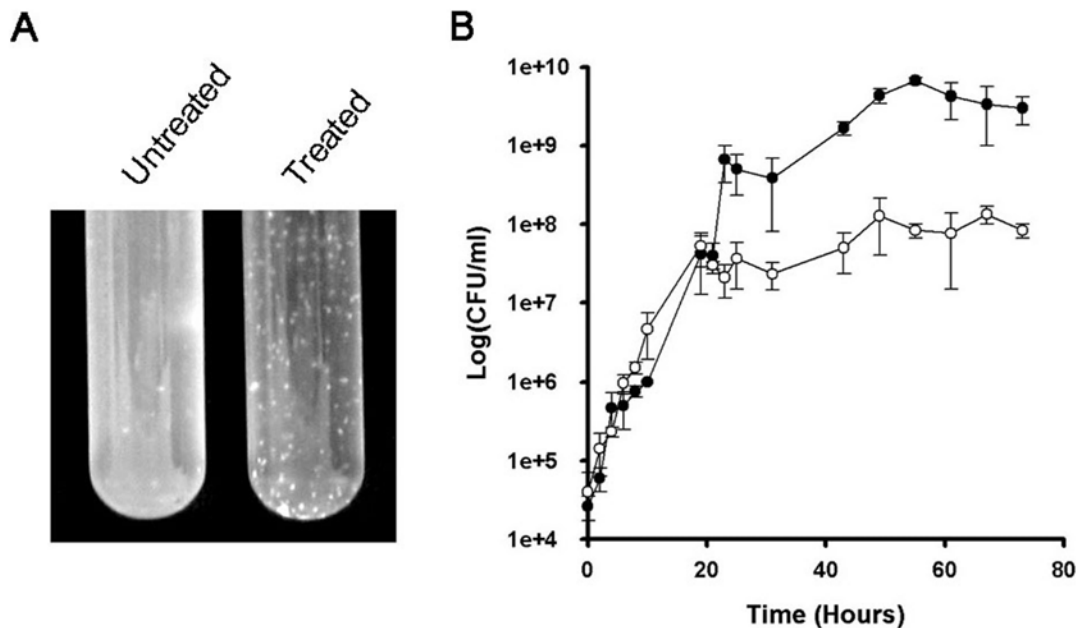 A
Untreated
Treated
B
Log(CFU/ml)
1e+10
1e+9
1e+8
1e+7
1e+6
1e+5
1e+4
0
20
40
60
80
Time (Hours)